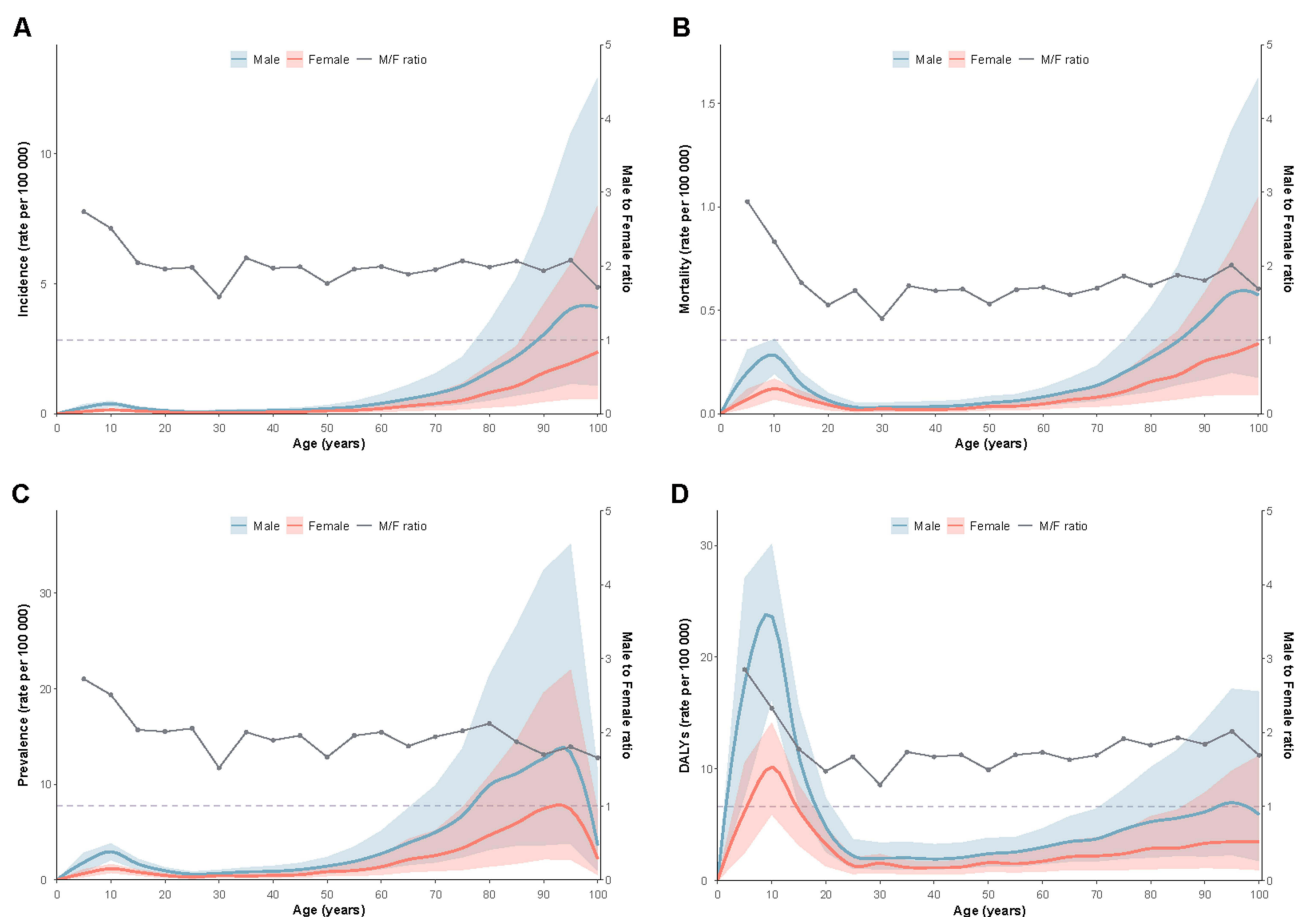 A
Male Female M/F ratio
Incidence (rate per 100 000)
10
5
0
5
4
3
2
1
0
Male to Female ratio
0 10 20 30 40 50 60 70 80 90 100
Age (years)
B
Male Female M/F ratio
Mortality (rate per 100 000)
1.5
1.0
0.5
0.0
5
4
3
2
1
0
Male to Female ratio
0 10 20 30 40 50 60 70 80 90 100
Age (years)
C
Male Female M/F ratio
Prevalence (rate per 100 000)
30
20
10
0
5
4
3
2
1
0
Male to Female ratio
0 10 20 30 40 50 60 70 80 90 100
Age (years)
D
Male Female M/F ratio
DALYs (rate per 100 000)
30
20
10
0
5
4
3
2
1
0
Male to Female ratio
0 10 20 30 40 50 60 70 80 90 100
Age (years)